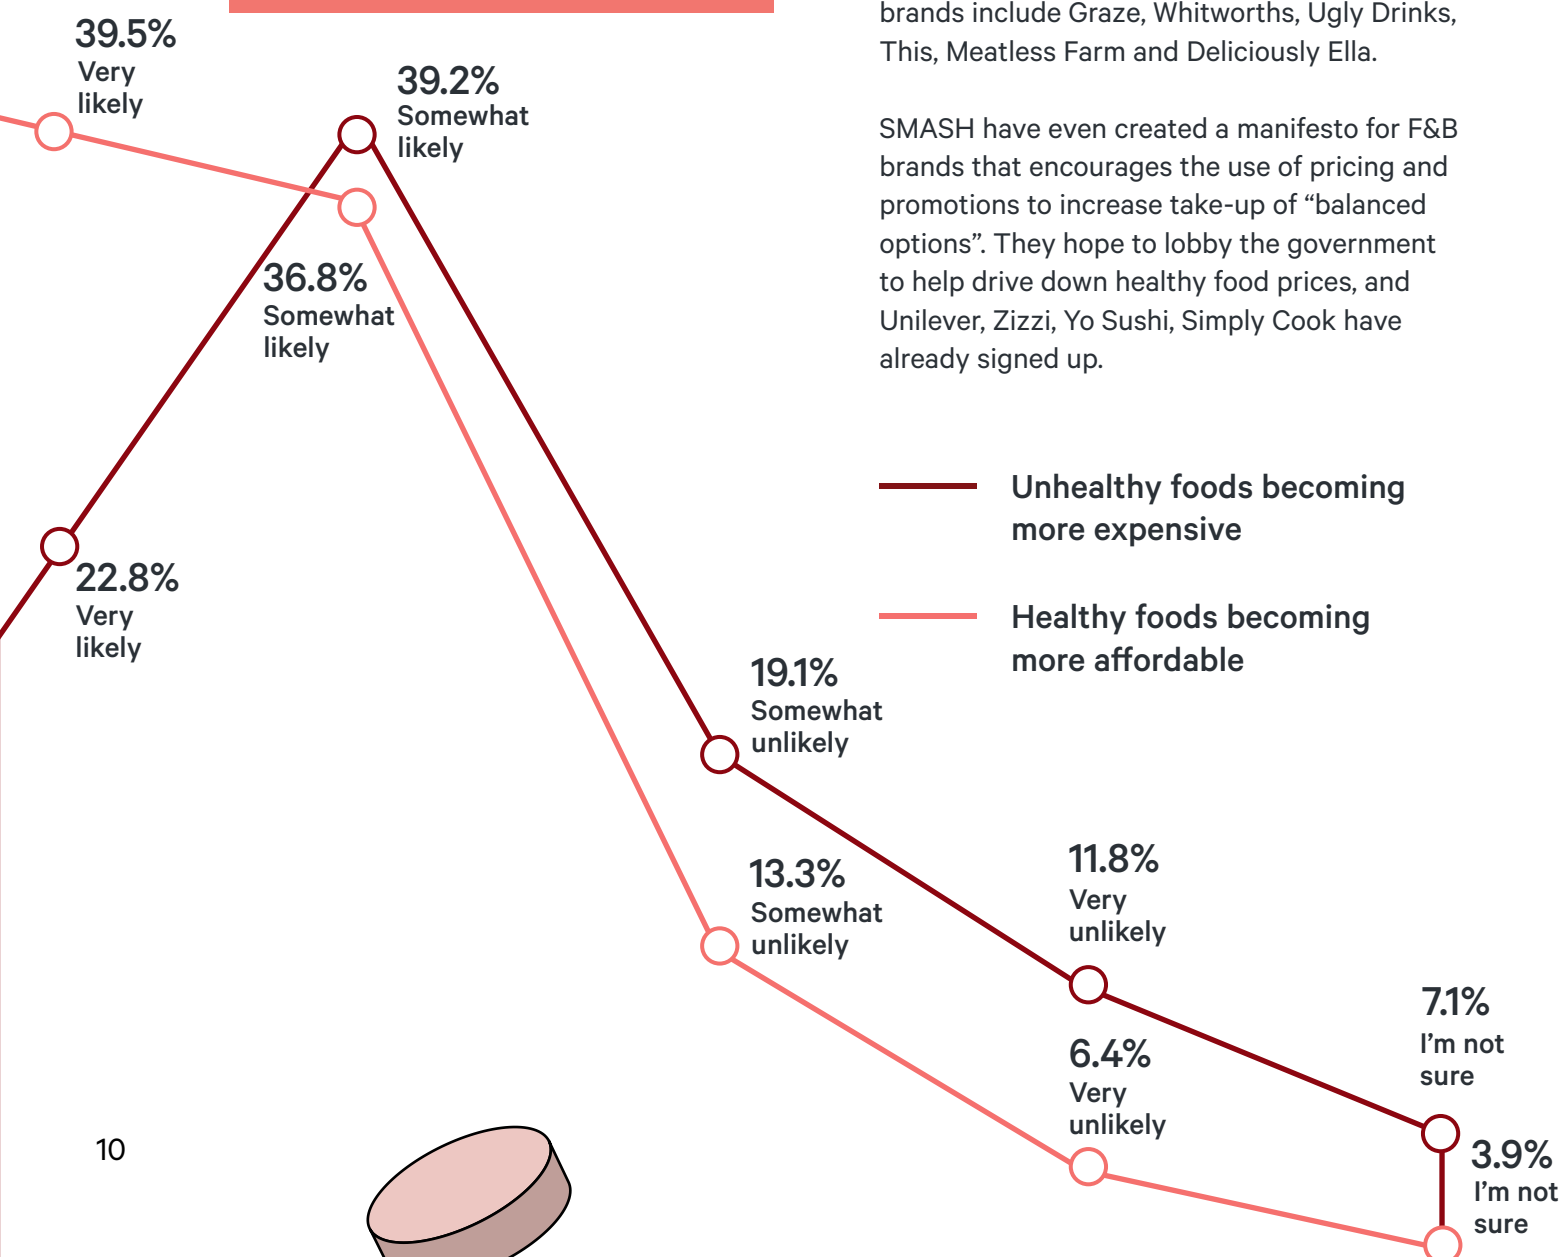 39.5%
Very
likely
39.2%
Somewhat
likely
36.8%
Somewhat
likely
22.8%
Very
likely
19.1%
Somewhat
unlikely
13.3%
Somewhat
unlikely
11.8%
Very
unlikely
6.4%
Very
unlikely
7.1%
I’m not
sure
3.9%
I’m not
sure
brands include Graze, Whitworths, Ugly Drinks,
This, Meatless Farm and Deliciously Ella.
SMASH have even created a manifesto for F&B
brands that encourages the use of pricing and
promotions to increase take-up of “balanced
options”. They hope to lobby the government
to help drive down healthy food prices, and
Unilever, Zizzi, Yo Sushi, Simply Cook have
already signed up.
Unhealthy foods becoming
more expensive
Healthy foods becoming
more affordable
10